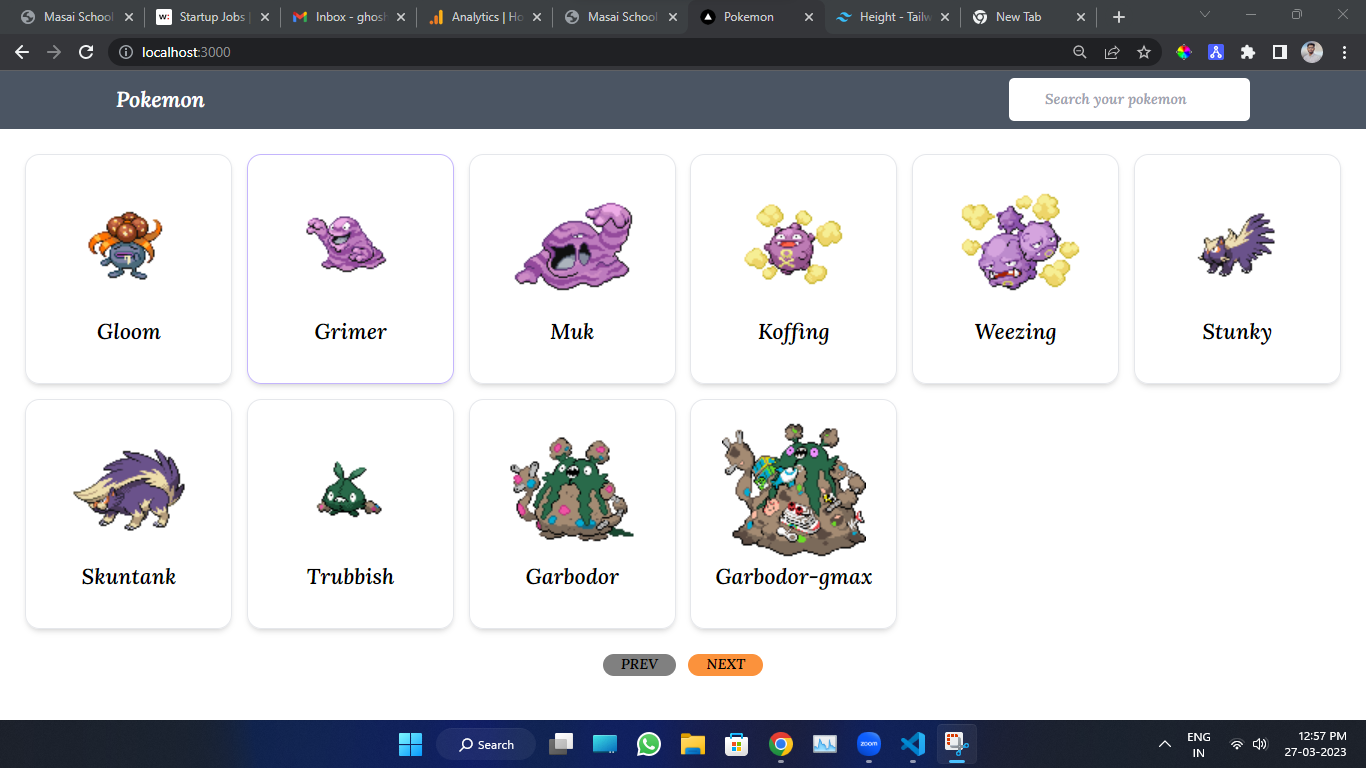 Masai School
Startup Jobs |
Inbox - ghosh
Analytics | Ho
Masai School
Pokemon
Height - Tailw
New Tab
localhost:3000
Pokemon
Search your pokemon
Gloom
Grimer
Muk
Koffing
Weezing
Stunky
Skuntank
Trubbish
Garbodor
Garbodor-gmax
PREV
NEXT
Search
zoom
ENG
IN
12:57 PM
27-03-2023